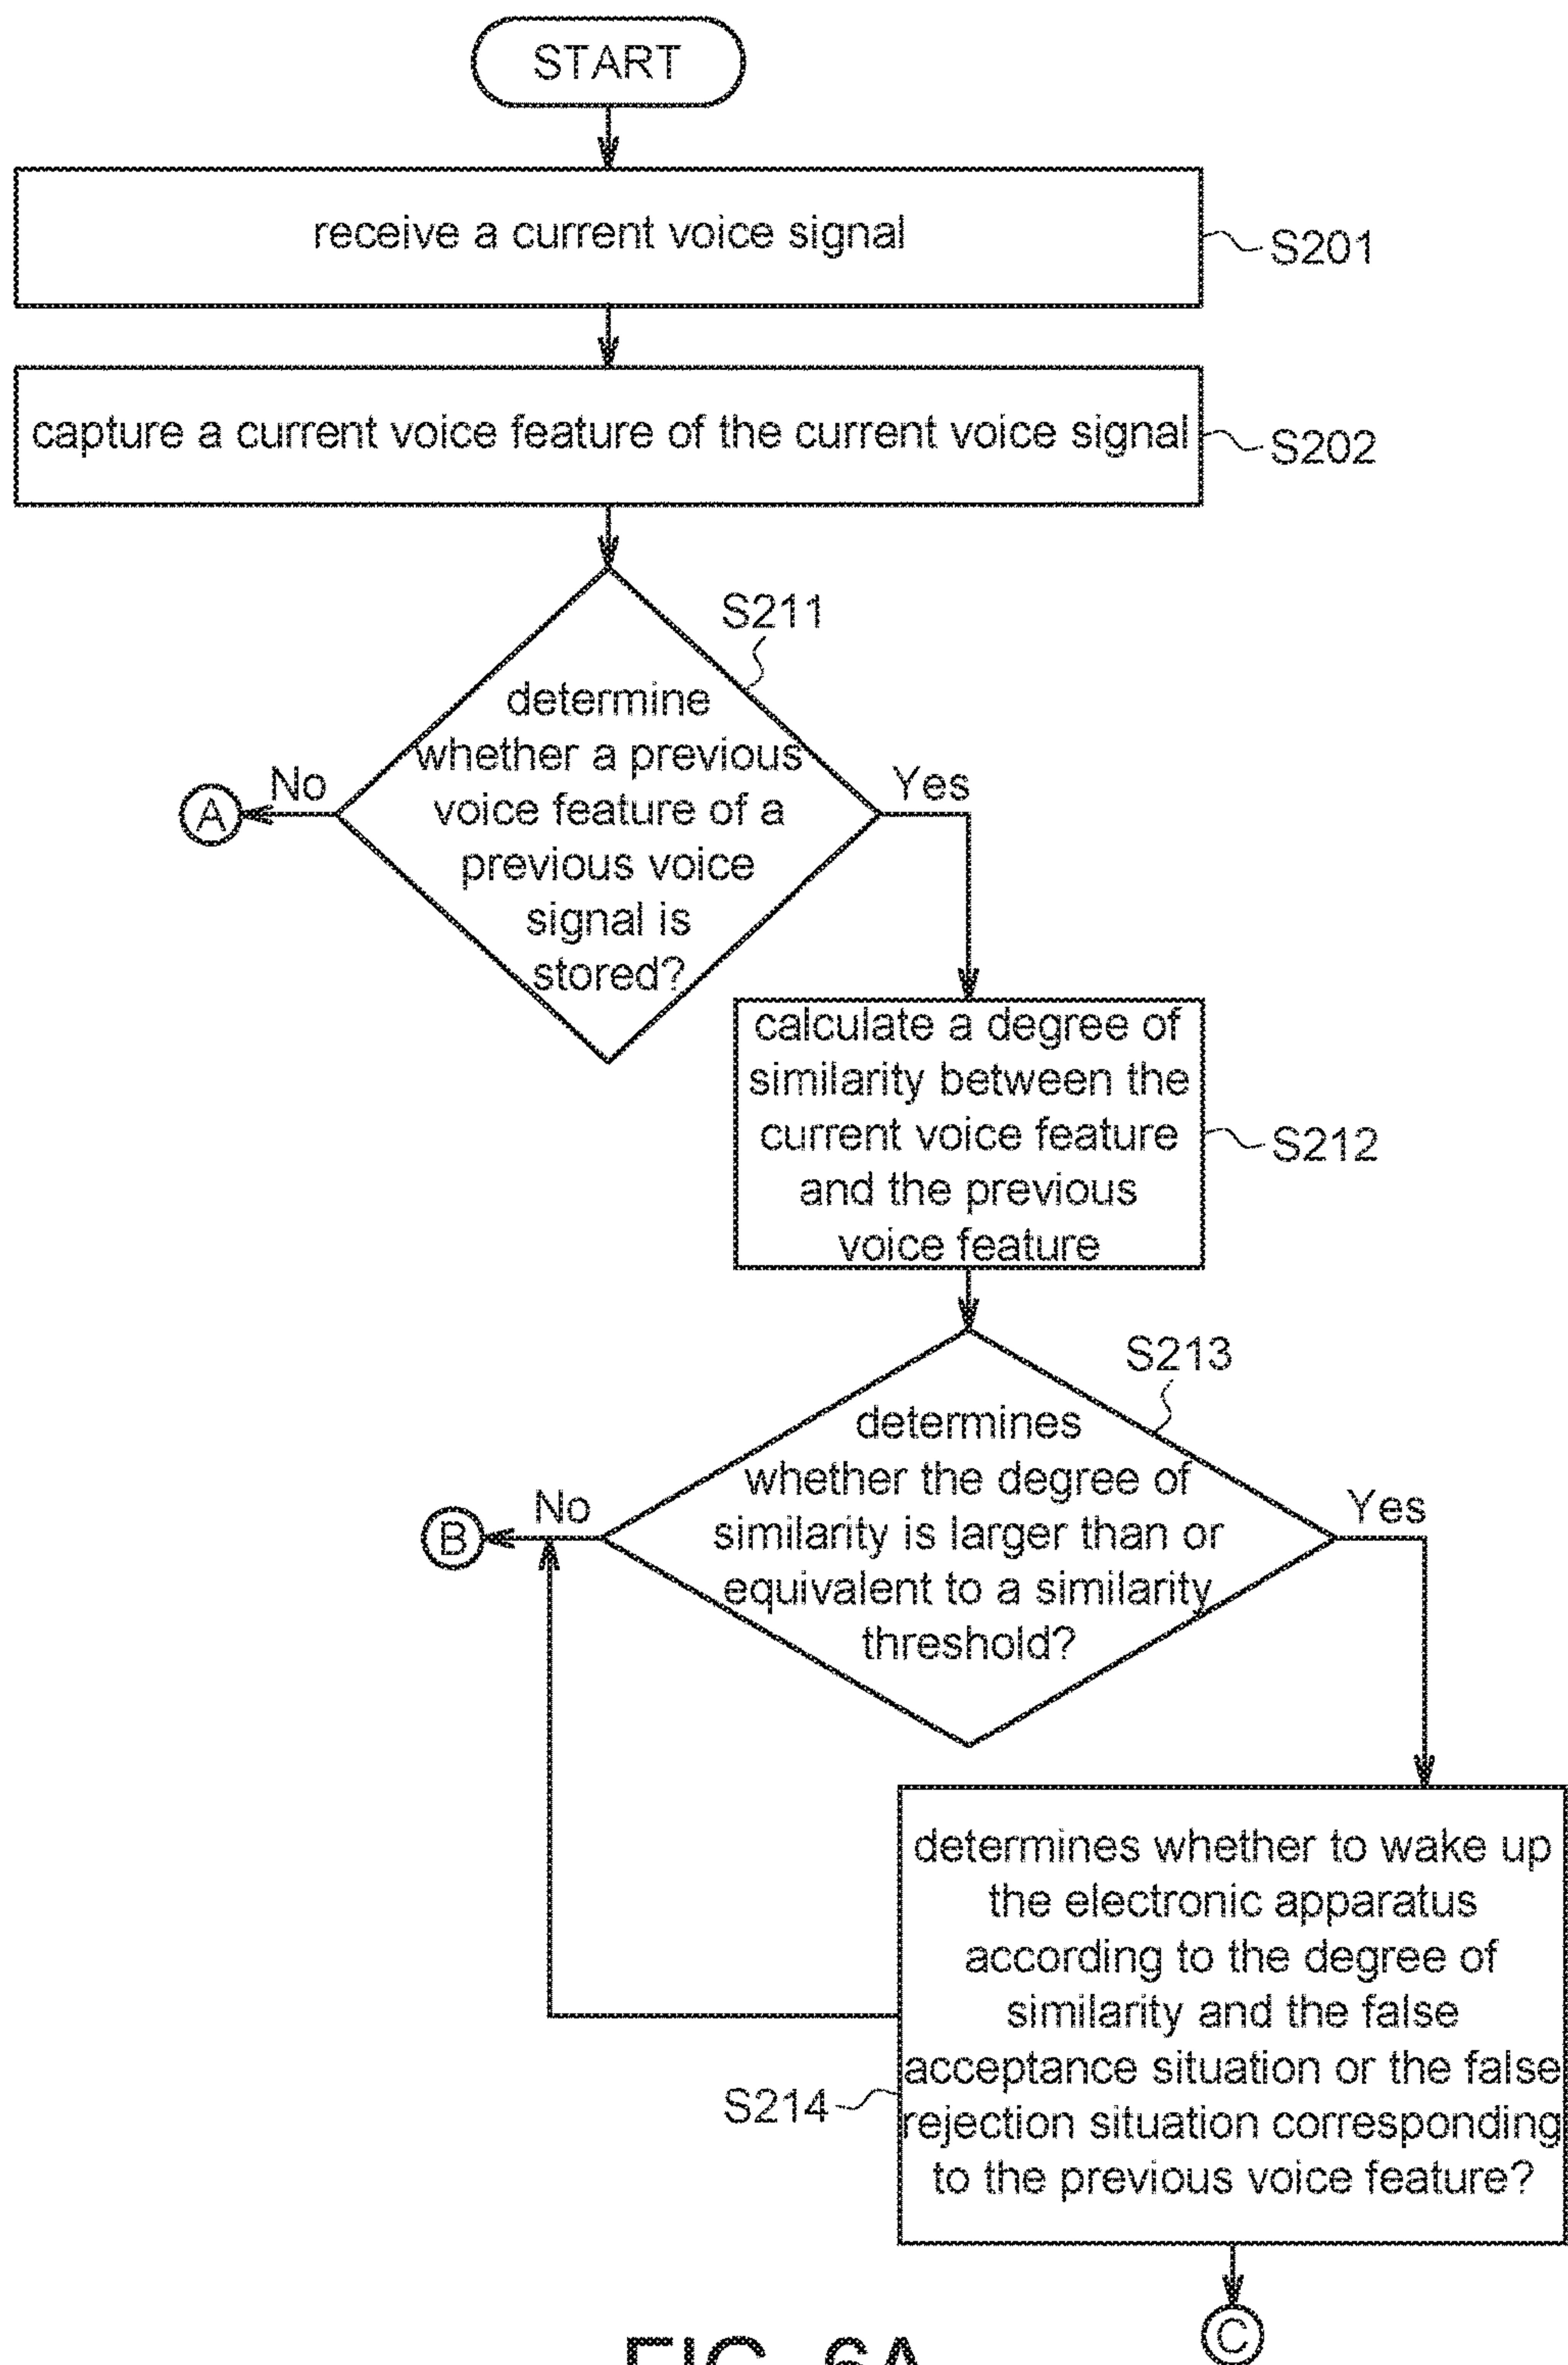 START
receive a current voice signal
S201
capture a current voice feature of the current voice signal
S202
S211
determine
whether a previous
voice feature of a
previous voice
signal is
stored?
No
A
Yes
calculate a degree of
similarity between the
current voice feature
and the previous
voice feature
S212
S213
determines
whether the degree of
similarity is larger than or
equivalent to a similarity
threshold?
No
B
Yes
determines whether to wake up
the electronic apparatus
according to the degree of
similarity and the false
acceptance situation or the false
rejection situation corresponding
to the previous voice feature?
S214
C
FIG. 6A